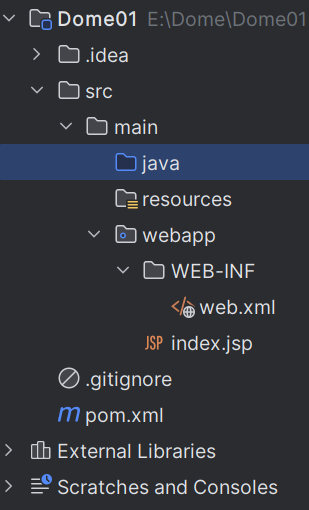 Dome01 E:\Dome\Dome01
.idea
src
main
java
resources
webapp
WEB-INF
web.xml
JSP index.jsp
.gitignore
m pom.xml
External Libraries
Scratches and Consoles